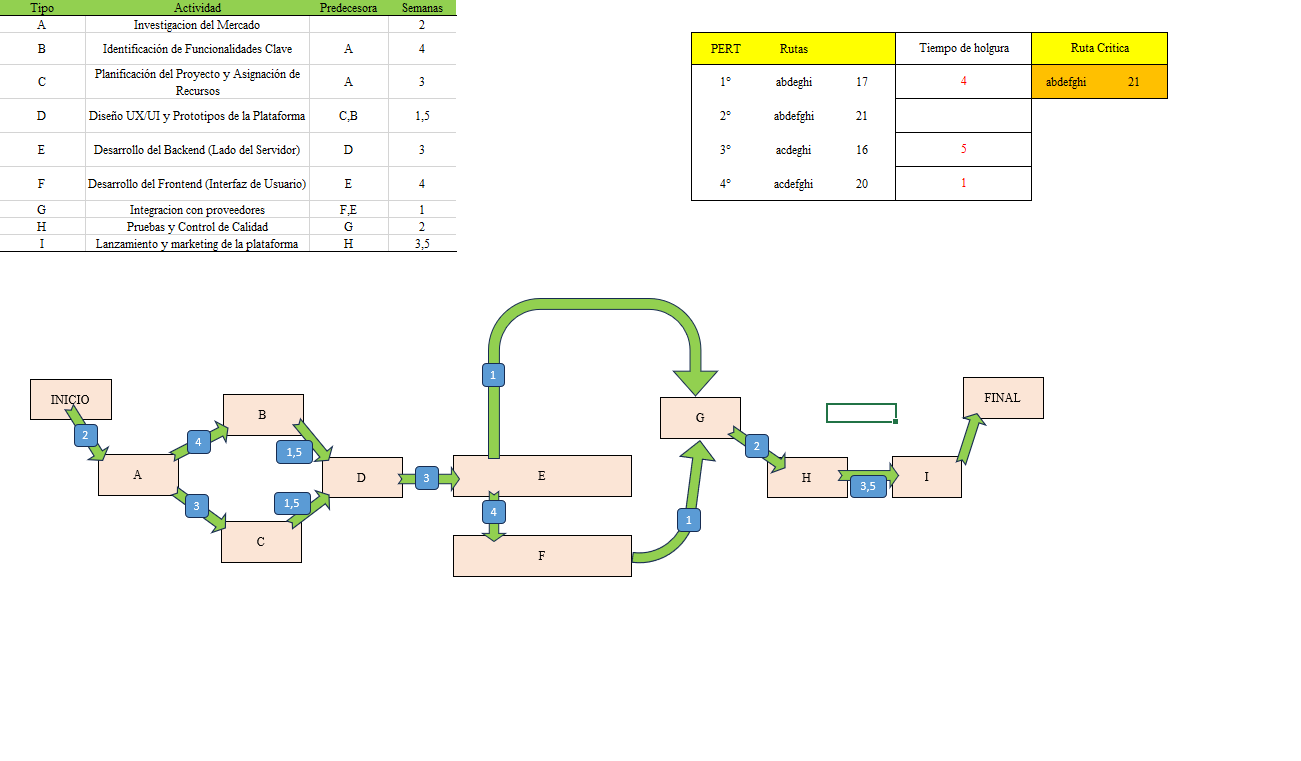 Tipo Actividad Predecesora Semanas
A Investigacion del Mercado 2
B Identificación de Funcionalidades Clave A 4
C Planificación del Proyecto y Asignación de Recursos A 3
D Diseño UX/UI y Prototipos de la Plataforma C,B 1,5
E Desarrollo del Backend (Lado del Servidor) D 3
F Desarrollo del Frontend (Interfaz de Usuario) E 4
G Integracion con proveedores F,E 1
H Pruebas y Control de Calidad G 2
I Lanzamiento y marketing de la plataforma H 3,5
PERT Rutas Tiempo de holgura Ruta Critica
1° abdeghi 17 4 abdefghi 21
2° abdefghi 21
3° acdeghi 16 5
4° acdefghi 20 1
INICIO
2
A
4
3
B
C
1,5
1,5
D
3
E
1
4
F
1
G
2
H
3,5
I
FINAL